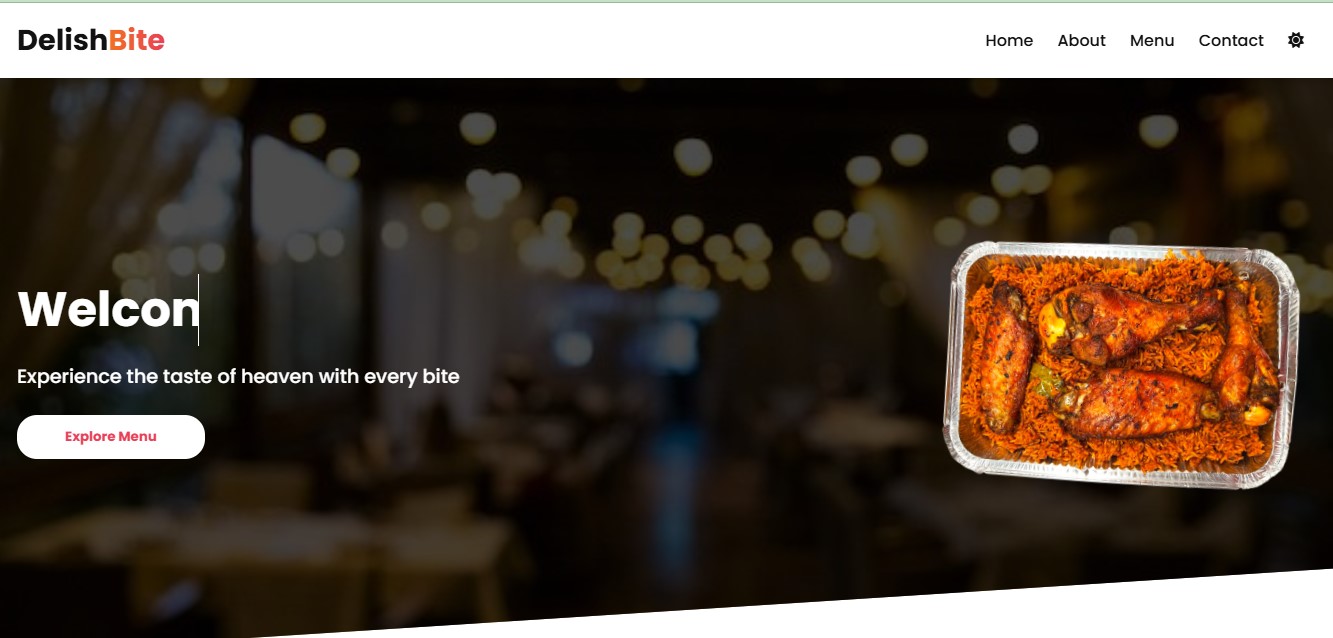 DelishBite
Home About Menu Contact
Welcon
Experience the taste of heaven with every bite
Explore Menu